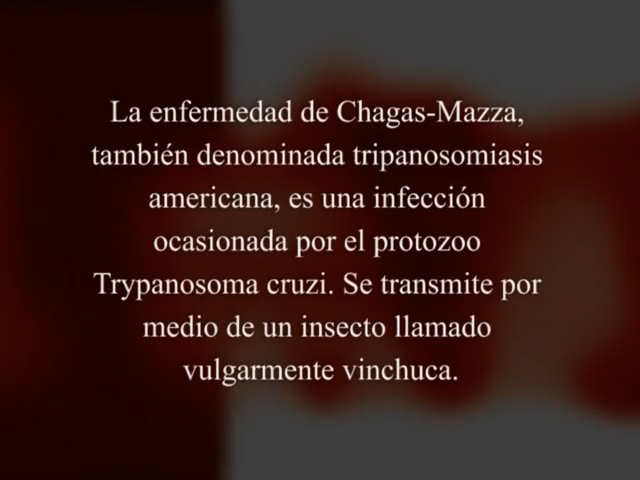 La enfermedad de Chagas-Mazza,
también denominada tripanosomiasis
americana, es una infección
ocasionada por el protozoo
Trypanosoma cruzi. Se transmite por
medio de un insecto llamado
vulgarmente vinchuca.